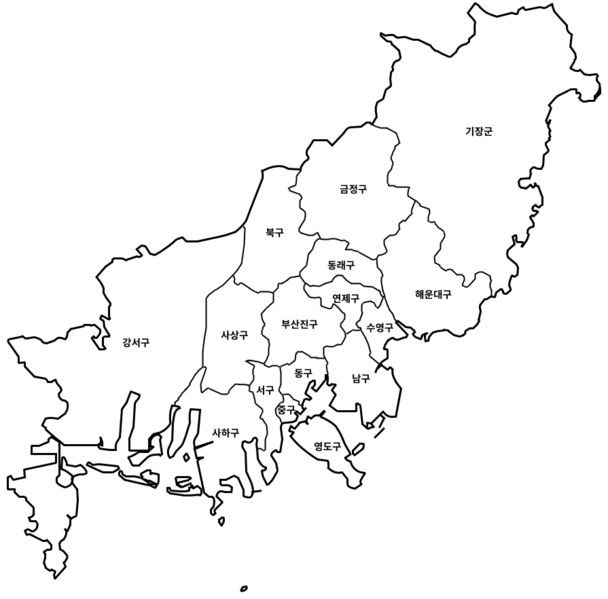 기장군
금정구
북구
동래구
해운대구
연제구
부산진구
수영구
사상구
강서구
동구
남구
서구
중구
사하구
영도구